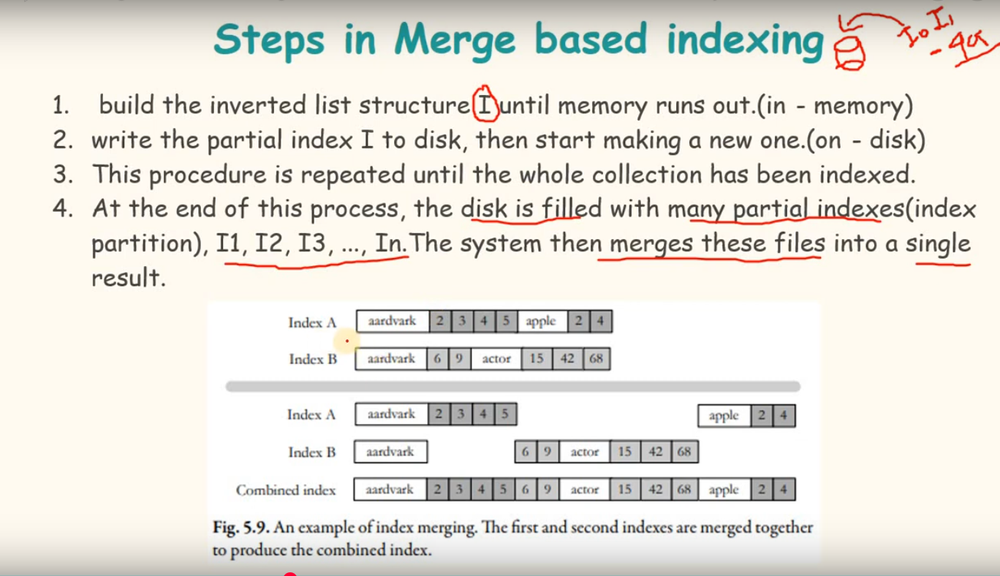 Steps in Merge based indexing
I0 I1
1. build the inverted list structure I until memory runs out.(in - memory)
2. write the partial index I to disk, then start making a new one.(on - disk)
3. This procedure is repeated until the whole collection has been indexed.
4. At the end of this process, the disk is filled with many partial indexes(index
partition), I1, I2, I3, ..., In.The system then merges these files into a single
result.
Index A aardvark 2 3 4 5 apple 2 4
Index B aardvark 6 9 actor 15 42 68
Index A aardvark 2 3 4 5 apple 2 4
Index B aardvark 6 9 actor 15 42 68
Combined index aardvark 2 3 4 5 6 9 actor 15 42 68 apple 2 4
Fig. 5.9. An example of index merging. The first and second indexes are merged together
to produce the combined index.